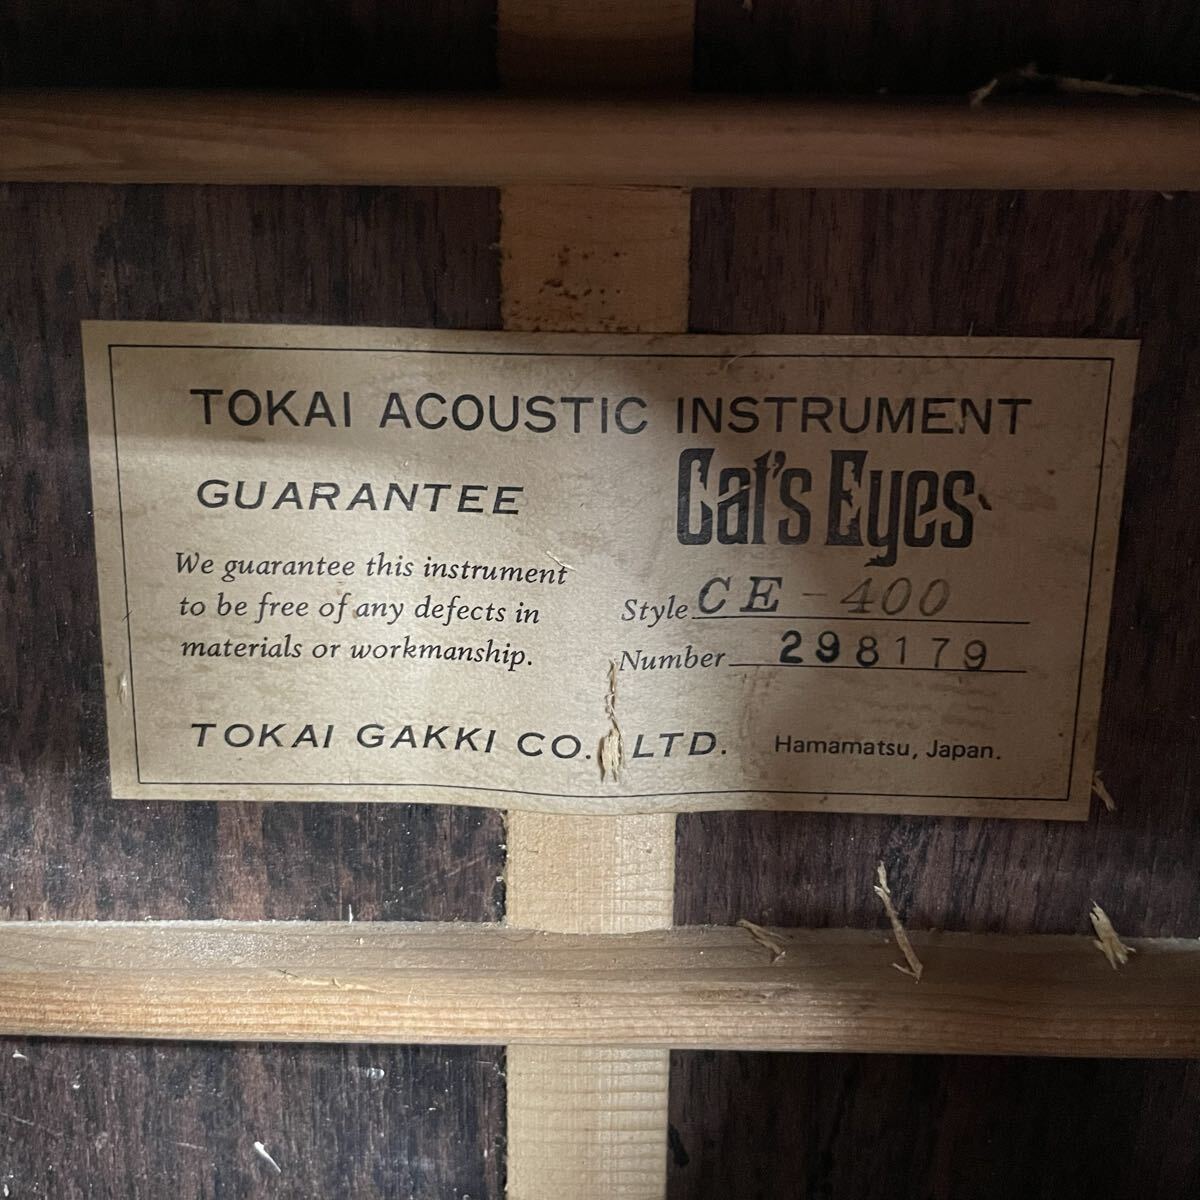 TOKAI ACOUSTIC INSTRUMENT
GUARANTEE
We guarantee this instrument
to be free of any defects in
materials or workmanship.
Cat's Eyes
Style CE-400
Number 298179
TOKAI GAKKI CO. LTD. Hamamatsu, Japan.